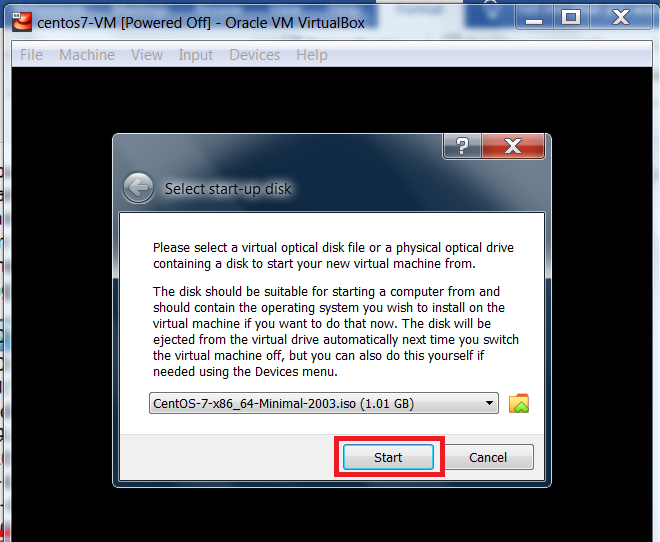 centos7-VM [Powered Off] - Oracle VM VirtualBox
File Machine View Input Devices Help
?
Select start-up disk
Please select a virtual optical disk file or a physical optical drive
containing a disk to start your new virtual machine from.
The disk should be suitable for starting a computer from and
should contain the operating system you wish to install on the
virtual machine if you want to do that now. The disk will be
ejected from the virtual drive automatically next time you switch
the virtual machine off, but you can also do this yourself if
needed using the Devices menu.
CentOS-7-x86_64-Minimal-2003.iso (1.01 GB)
Start Cancel